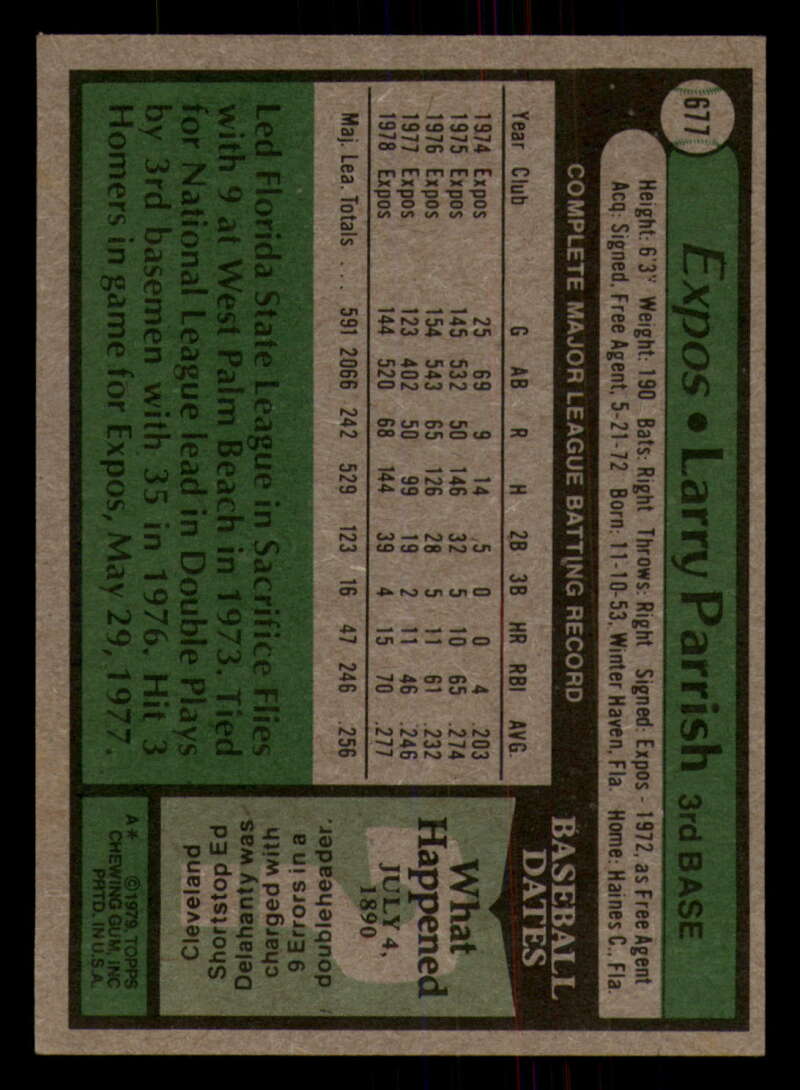 677
Expos • Larry Parrish 3rd BASE
Height: 6'3" Weight: 190 Bats: Right Throws: Right Signed: Expos - 1972, as Free Agent
Acq: Signed, Free Agent, 5-21-72 Born: 11-10-53, Winter Haven, Fla. Home: Haines C., Fla.
COMPLETE MAJOR LEAGUE BATTING RECORD
Year Club G AB R H 2B 3B HR RBI AVG.
1974 Expos 25 69 9 14 5 0 0 4 .203
1975 Expos 145 532 50 146 32 5 10 65 .274
1976 Expos 154 543 65 126 28 5 11 61 .232
1977 Expos 123 402 50 99 19 2 11 46 .246
1978 Expos 144 520 68 144 39 4 15 70 .277
Maj. Lea. Totals .... 591 2066 242 529 123 16 47 246 .256
Led Florida State League in Sacrifice Flies
with 9 at West Palm Beach in 1973. Tied
for National League lead in Double Plays
by 3rd basemen with 35 in 1976. Hit 3
Homers in game for Expos, May 29, 1977.
BASEBALL
DATES
What
Happened
JULY 4,
1890
Cleveland
Shortstop Ed
Delahanty was
charged with
9 Errors in a
doubleheader.
A* ©1979, TOPPS
CHEWING GUM, INC
PRTD. IN U.S.A.